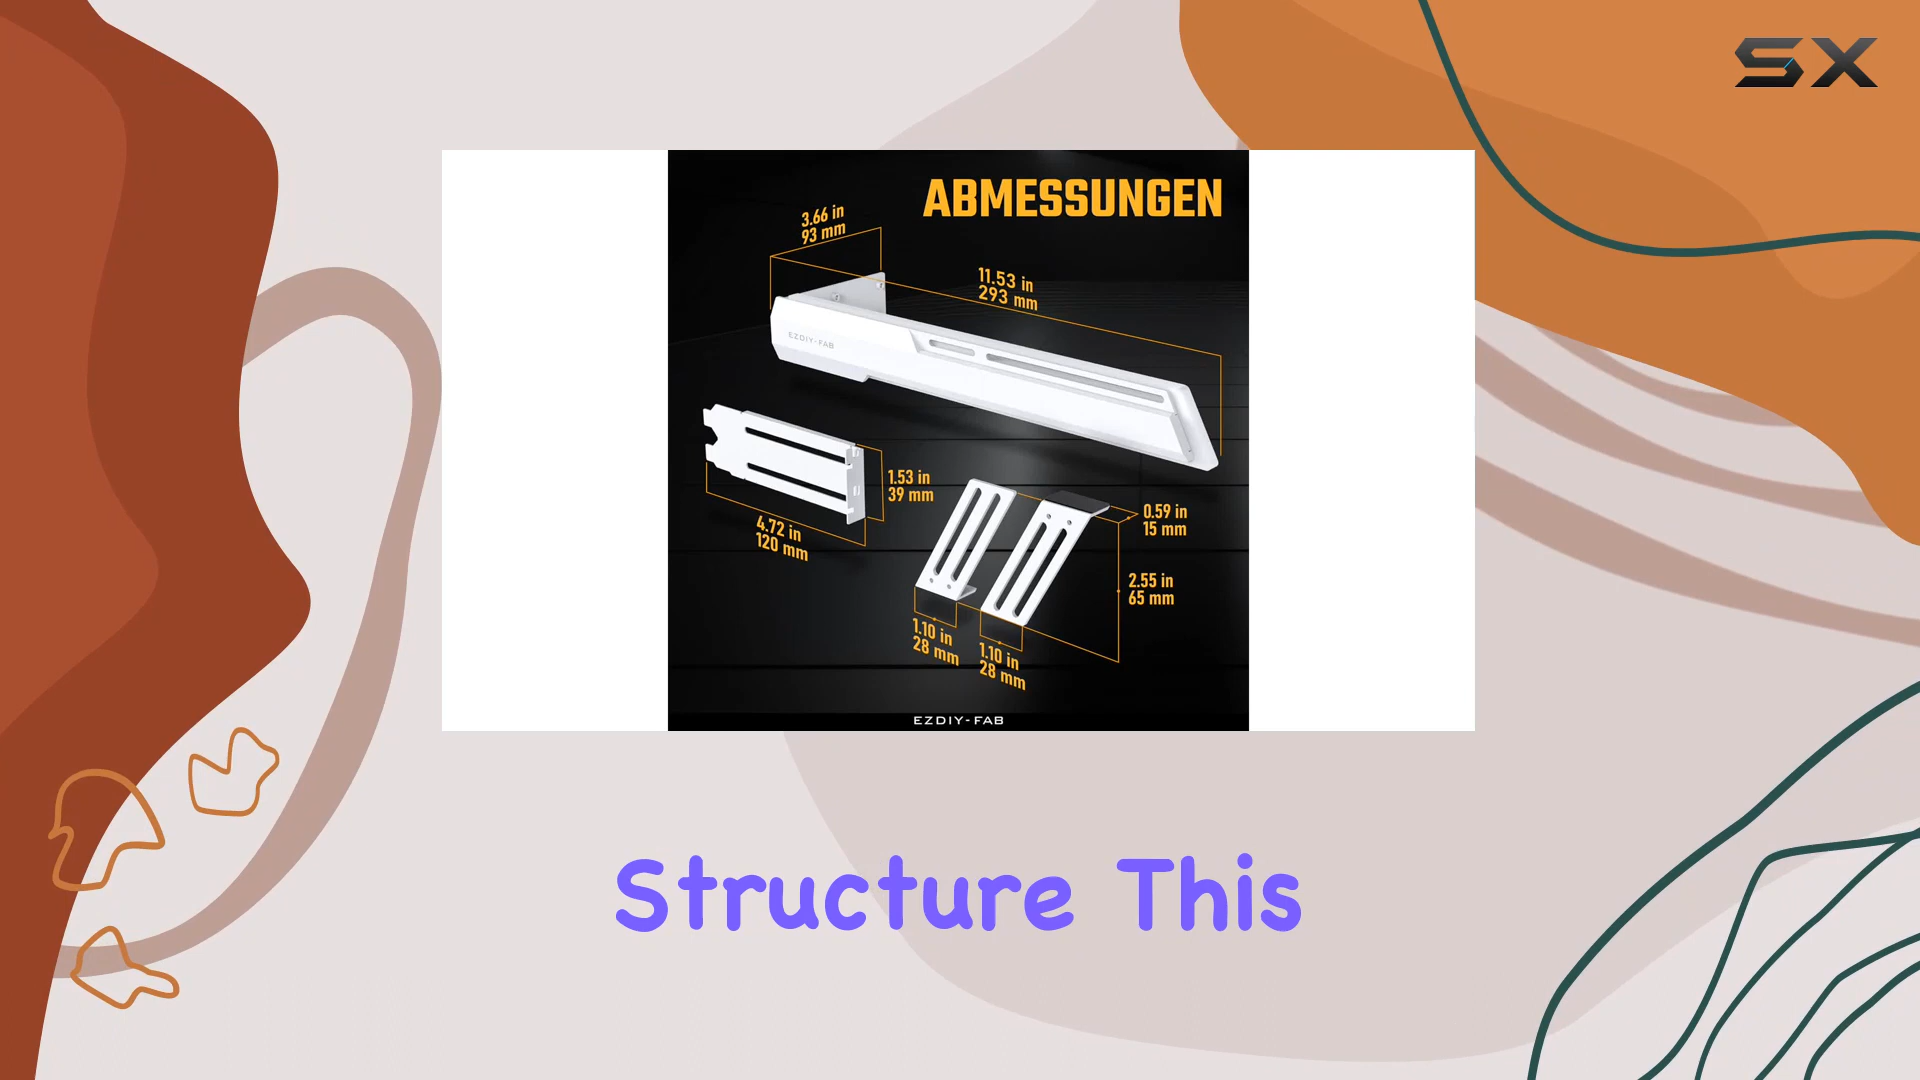 SX
ABMESSUNGEN
3.66 in
93 mm
11.53 in
293 mm
EZDIY-FAB
1.53 in
39 mm
4.72 in
120 mm
0.59 in
15 mm
2.55 in
65 mm
1.10 in
28 mm
1.10 in
28 mm
EZDIY-FAB
Structure This